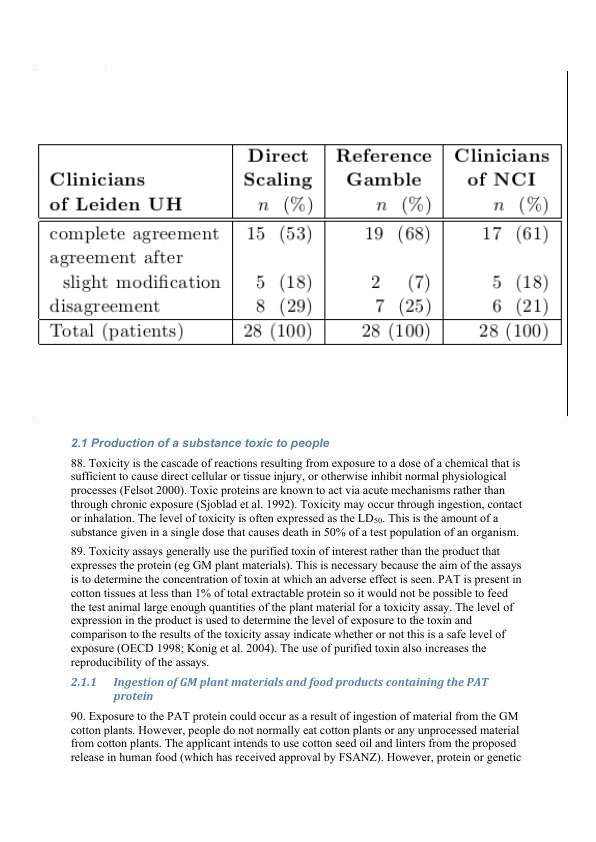 Direct Reference Clinicians
Clinicians Scaling Gamble of NCI
of Leiden UH n (%) n (%) n (%)
complete agreement 15 (53) 19 (68) 17 (61)
agreement after
slight modification 5 (18) 2 (7) 5 (18)
disagreement 8 (29) 7 (25) 6 (21)
Total (patients) 28 (100) 28 (100) 28 (100)
2.1 Production of a substance toxic to people
88. Toxicity is the cascade of reactions resulting from exposure to a dose of a chemical that is
sufficient to cause direct cellular or tissue injury, or otherwise inhibit normal physiological
processes (Felsot 2000). Toxic proteins are known to act via acute mechanisms rather than
through chronic exposure (Sjoblad et al. 1992). Toxicity may occur through ingestion, contact
or inhalation. The level of toxicity is often expressed as the LD₅₀. This is the amount of a
substance given in a single dose that causes death in 50% of a test population of an organism.
89. Toxicity assays generally use the purified toxin of interest rather than the product that
expresses the protein (eg GM plant materials). This is necessary because the aim of the assays
is to determine the concentration of toxin at which an adverse effect is seen. PAT is present in
cotton tissues at less than 1% of total extractable protein so it would not be possible to feed
the test animal large enough quantities of the plant material for a toxicity assay. The level of
expression in the product is used to determine the level of exposure to the toxin and
comparison to the results of the toxicity assay indicate whether or not this is a safe level of
exposure (OECD 1998; Konig et al. 2004). The use of purified toxin also increases the
reproducibility of the assays.
2.1.1 Ingestion of GM plant materials and food products containing the PAT
protein
90. Exposure to the PAT protein could occur as a result of ingestion of material from the GM
cotton plants. However, people do not normally eat cotton plants or any unprocessed material
from cotton plants. The applicant intends to use cotton seed oil and linters from the proposed
release in human food (which has received approval by FSANZ). However, protein or genetic